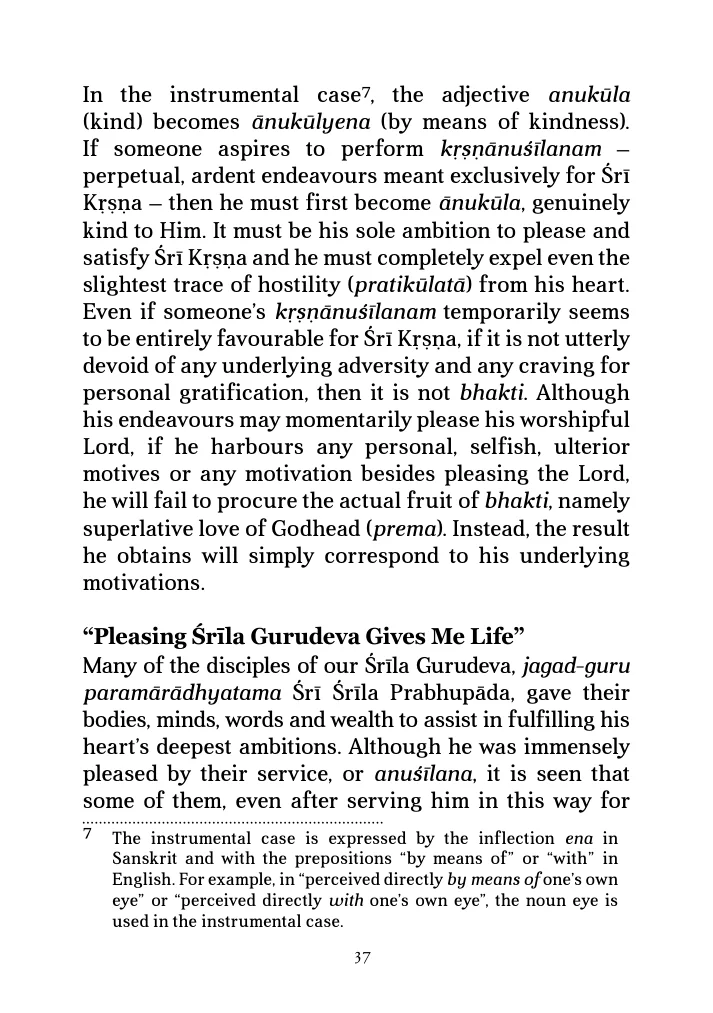 In the instrumental case7, the adjective anukūla
(kind) becomes ānukūlyena (by means of kindness).
If someone aspires to perform kṛṣṇānuśīlanam –
perpetual, ardent endeavours meant exclusively for Śrī
Kṛṣṇa – then he must first become ānukūla, genuinely
kind to Him. It must be his sole ambition to please and
satisfy Śrī Kṛṣṇa and he must completely expel even the
slightest trace of hostility (pratikūlatā) from his heart.
Even if someone’s kṛṣṇānuśīlanam temporarily seems
to be entirely favourable for Śrī Kṛṣṇa, if it is not utterly
devoid of any underlying adversity and any craving for
personal gratification, then it is not bhakti. Although
his endeavours may momentarily please his worshipful
Lord, if he harbours any personal, selfish, ulterior
motives or any motivation besides pleasing the Lord,
he will fail to procure the actual fruit of bhakti, namely
superlative love of Godhead (prema). Instead, the result
he obtains will simply correspond to his underlying
motivations.
“Pleasing Śrīla Gurudeva Gives Me Life”
Many of the disciples of our Śrīla Gurudeva, jagad-guru
paramārādhyatama Śrī Śrīla Prabhupāda, gave their
bodies, minds, words and wealth to assist in fulfilling his
heart’s deepest ambitions. Although he was immensely
pleased by their service, or anuśīlana, it is seen that
some of them, even after serving him in this way for
7 The instrumental case is expressed by the inflection ena in
Sanskrit and with the prepositions “by means of” or “with” in
English. For example, in “perceived directly by means of one’s own
eye” or “perceived directly with one’s own eye”, the noun eye is
used in the instrumental case.
37